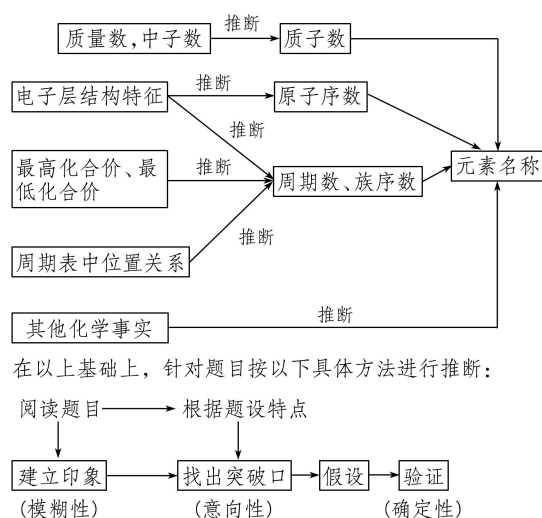 质量数,中子数
推断
质子数
电子层结构特征
推断
原子序数
推断
最高化合价、最
低化合价
推断
周期数、族序数
元素名称
推断
周期表中位置关系
其他化学事实
推断
在以上基础上，针对题目按以下具体方法进行推断：
阅读题目
根据题设特点
建立印象
找出突破口
假设
验证
(模糊性)
(意向性)
(确定性)